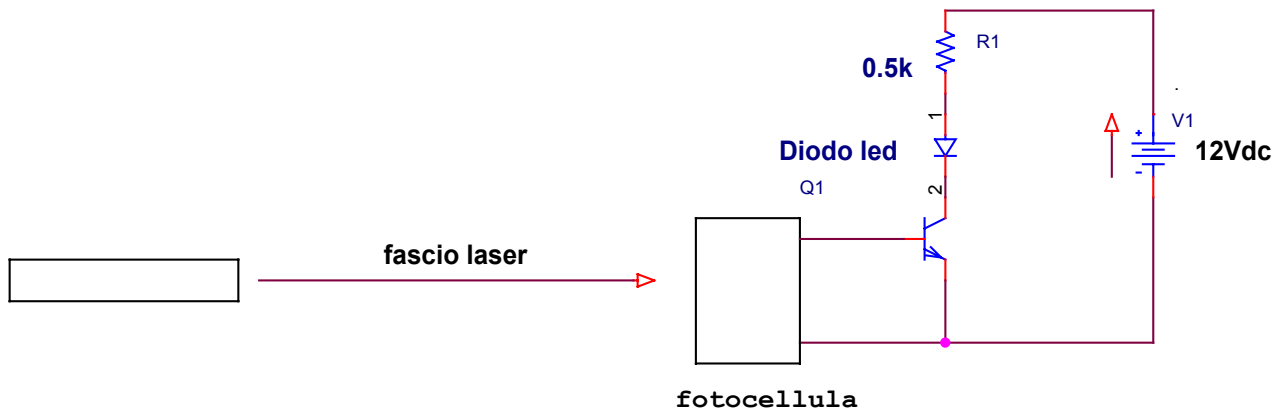 R1
0.5k
1
V1
Diodo led
12Vdc
Q1
2
fascio laser
fotocellula